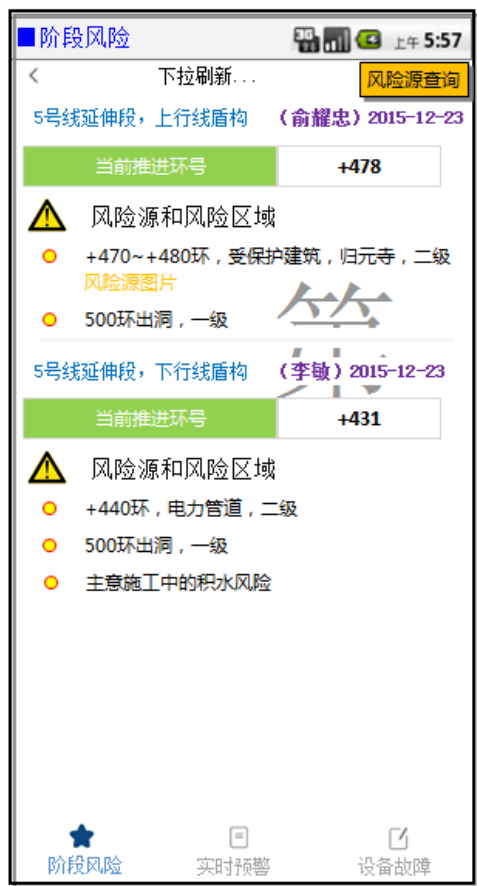 阶段风险
3G
上午 5:57
下拉刷新...
风险源查询
5号线延伸段，上行线盾构 （俞耀忠）2015-12-23
当前推进环号 +478
风险源和风险区域
+470~+480环，受保护建筑，归元寺，二级
风险源图片
500环出洞，一级
5号线延伸段，下行线盾构 （李敏）2015-12-23
当前推进环号 +431
风险源和风险区域
+440环，电力管道，二级
500环出洞，一级
主意施工中的积水风险
阶段风险 实时预警 设备故障